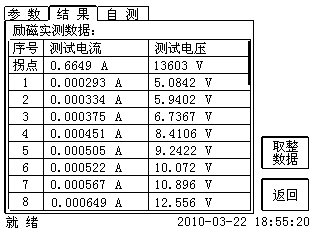 参 数 结 果 自 测
励磁实测数据:
序号 测试电流 测试电压
拐点 0.6649 A 13603 V
1 0.000293 A 5.0842 V
2 0.000334 A 5.9402 V
3 0.000375 A 6.7367 V
4 0.000451 A 8.4106 V
5 0.000505 A 9.2422 V
6 0.000522 A 10.072 V
7 0.000567 A 10.896 V
8 0.000649 A 12.556 V
取整
数据
返回
就 绪 2010-03-22 18:55:20